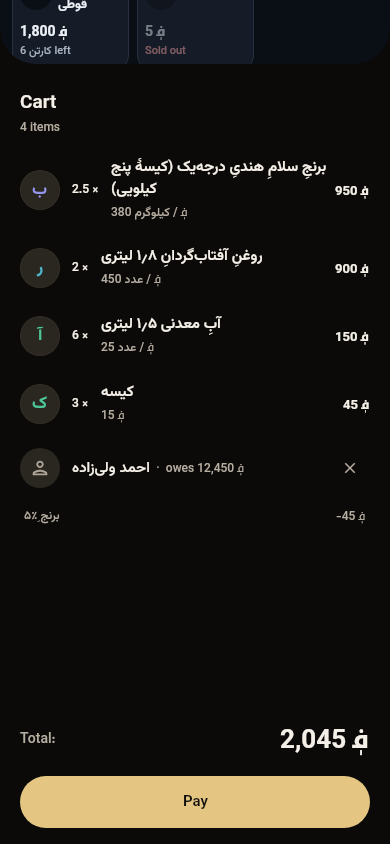 قوطی
1,800 ؋
6 کارتن left
5 ؋
Sold out
Cart
4 items
ب
2.5 ×
برنجِ سلامِ هندیِ درجه‌یک (کیسهٔ پنج کیلویی)
380 ؋ / کیلوگرم
950 ؋
ر
2 ×
روغنِ آفتاب‌گردانِ ۱٫۸ لیتری
450 ؋ / عدد
900 ؋
آ
6 ×
آبِ معدنی ۱٫۵ لیتری
25 ؋ / عدد
150 ؋
ک
3 ×
کیسه
15 ؋
45 ؋
احمد ولی‌زاده · owes 12,450 ؋
برنج ۵٪
-45 ؋
Total:
2,045 ؋
Pay